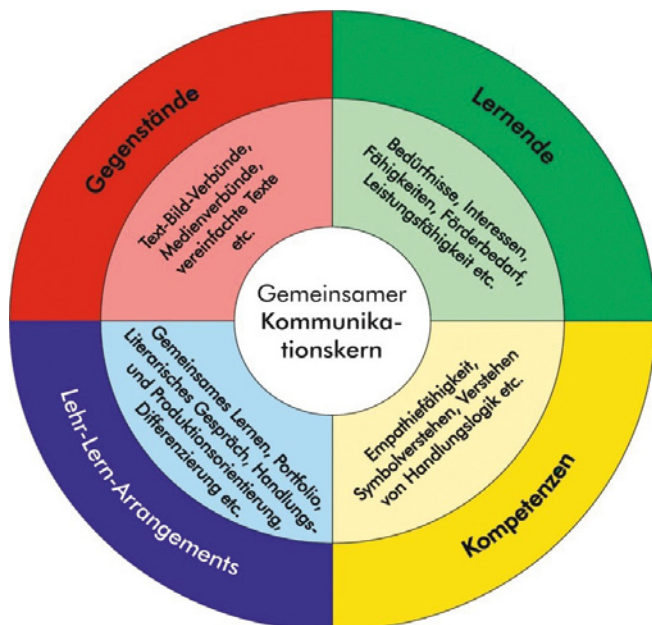 Gegenstände
Text-Bild-Verbünde,
Medienverbünde,
vereinfachte Texte
etc.
Lernende
Bedürfnisse, Interessen,
Fähigkeiten, Förderbedarf,
Leistungsfähigkeit etc.
Gemeinsamer
Kommunika-
tionskern
Lehr-Lern-Arrangements
Gemeinsames Lernen, Portfolio,
Literarisches Gespräch, Handlungs-
und Produktionsorientierung,
Differenzierung etc.
Kompetenzen
Empathiefähigkeit,
Symbolverstehen, Verstehen
von Handlungslogik etc.